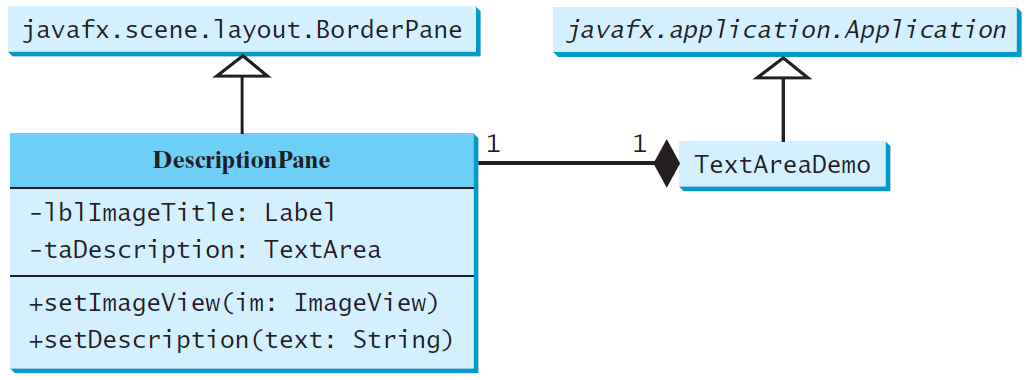 javafx.scene.layout.BorderPane
javafx.application.Application
DescriptionPane
1
1
TextAreaDemo
-lblImageTitle: Label
-taDescription: TextArea
+setImageView(im: ImageView)
+setDescription(text: String)